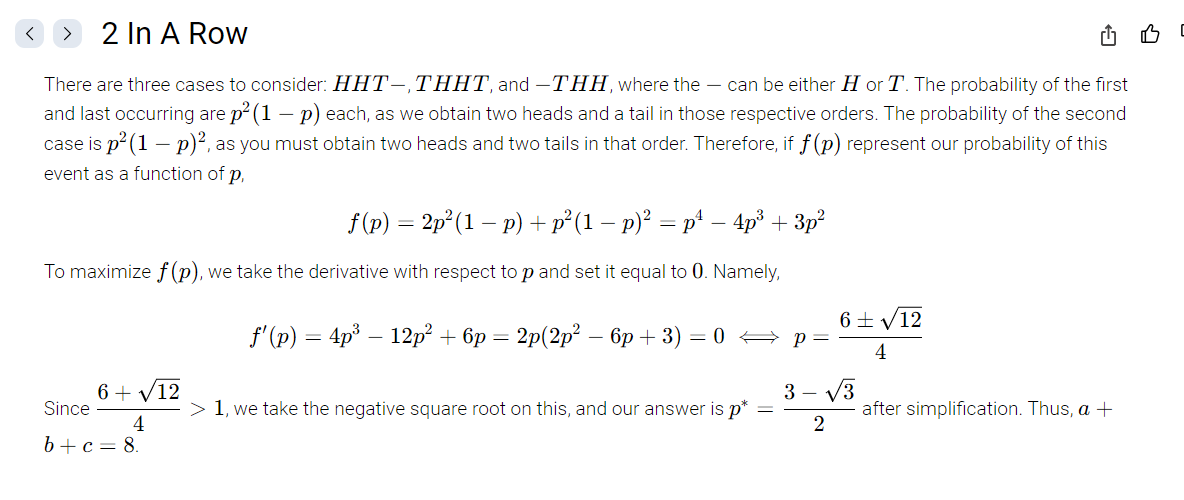 2 In A Row
There are three cases to consider: HHT−, THHT, and −THH, where the − can be either H or T. The probability of the first
and last occurring are p²(1 − p) each, as we obtain two heads and a tail in those respective orders. The probability of the second
case is p²(1 − p)², as you must obtain two heads and two tails in that order. Therefore, if f(p) represent our probability of this
event as a function of p,
f(p) = 2p²(1 − p) + p²(1 − p)² = p⁴ − 4p³ + 3p²
To maximize f(p), we take the derivative with respect to p and set it equal to 0. Namely,
f′(p) = 4p³ − 12p² + 6p = 2p(2p² − 6p + 3) = 0 ⟺ p = (6 ± √12)/4
Since (6 + √12)/4 > 1, we take the negative square root on this, and our answer is p* = (3 − √3)/2 after simplification. Thus, a +
b + c = 8.